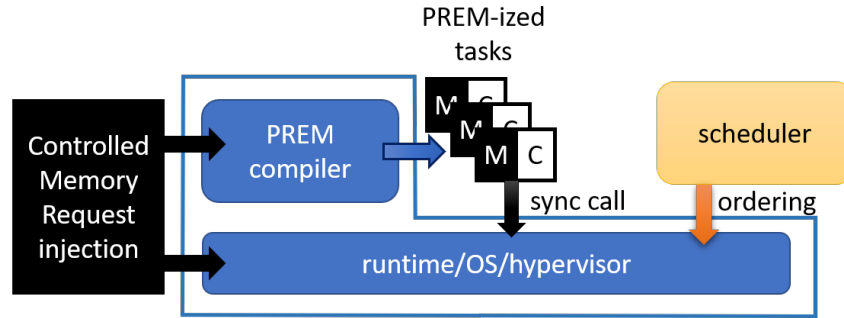 PREM-ized
tasks
Controlled
Memory
Request
injection
PREM
compiler
M C
M C
M C
scheduler
sync call
ordering
runtime/OS/hypervisor